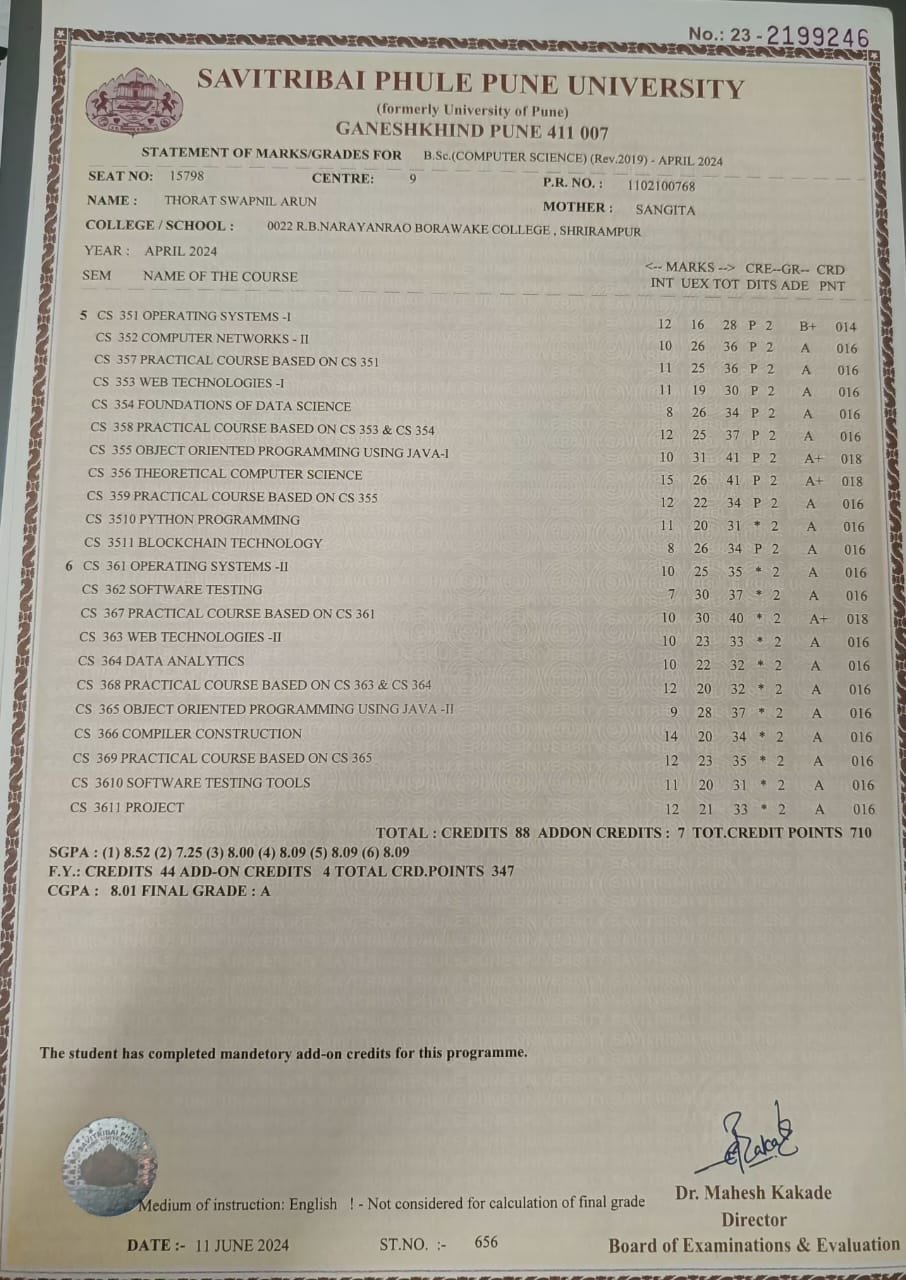 No.: 23 - 2199246
SAVITRIBAI PHULE PUNE UNIVERSITY
(formerly University of Pune)
GANESHKHIND PUNE 411 007
STATEMENT OF MARKS/GRADES FOR B.Sc.(COMPUTER SCIENCE) (Rev.2019) - APRIL 2024
SEAT NO: 15798 CENTRE: 9 P.R. NO. : 1102100768
NAME : THORAT SWAPNIL ARUN MOTHER : SANGITA
COLLEGE / SCHOOL : 0022 R.B.NARAYANRAO BORAWAKE COLLEGE , SHRIRAMPUR
YEAR : APRIL 2024
<-- MARKS --> CRE--GR-- CRD
SEM NAME OF THE COURSE INT UEX TOT DITS ADE PNT
5 CS 351 OPERATING SYSTEMS -I 12 16 28 P 2 B+ 014
CS 352 COMPUTER NETWORKS - II 10 26 36 P 2 A 016
CS 357 PRACTICAL COURSE BASED ON CS 351 11 25 36 P 2 A 016
CS 353 WEB TECHNOLOGIES -I 11 19 30 P 2 A 016
CS 354 FOUNDATIONS OF DATA SCIENCE 8 26 34 P 2 A 016
CS 358 PRACTICAL COURSE BASED ON CS 353 & CS 354 12 25 37 P 2 A 016
CS 355 OBJECT ORIENTED PROGRAMMING USING JAVA-I 10 31 41 P 2 A+ 018
CS 356 THEORETICAL COMPUTER SCIENCE 15 26 41 P 2 A+ 018
CS 359 PRACTICAL COURSE BASED ON CS 355 12 22 34 P 2 A 016
CS 3510 PYTHON PROGRAMMING 11 20 31 * 2 A 016
CS 3511 BLOCKCHAIN TECHNOLOGY 8 26 34 P 2 A 016
6 CS 361 OPERATING SYSTEMS -II 10 25 35 * 2 A 016
CS 362 SOFTWARE TESTING 7 30 37 * 2 A 016
CS 367 PRACTICAL COURSE BASED ON CS 361 10 30 40 * 2 A+ 018
CS 363 WEB TECHNOLOGIES -II 10 23 33 * 2 A 016
CS 364 DATA ANALYTICS 10 22 32 * 2 A 016
CS 368 PRACTICAL COURSE BASED ON CS 363 & CS 364 12 20 32 * 2 A 016
CS 365 OBJECT ORIENTED PROGRAMMING USING JAVA -II 9 28 37 * 2 A 016
CS 366 COMPILER CONSTRUCTION 14 20 34 * 2 A 016
CS 369 PRACTICAL COURSE BASED ON CS 365 12 23 35 * 2 A 016
CS 3610 SOFTWARE TESTING TOOLS 11 20 31 * 2 A 016
CS 3611 PROJECT 12 21 33 * 2 A 016
TOTAL : CREDITS 88 ADDON CREDITS : 7 TOT.CREDIT POINTS 710
SGPA : (1) 8.52 (2) 7.25 (3) 8.00 (4) 8.09 (5) 8.09 (6) 8.09
F.Y.: CREDITS 44 ADD-ON CREDITS 4 TOTAL CRD.POINTS 347
CGPA : 8.01 FINAL GRADE : A
The student has completed mandetory add-on credits for this programme.
SAVITRIBAI PHULE
PUNE UNIVERSITY
Medium of instruction: English ! - Not considered for calculation of final grade
Dr. Mahesh Kakade
Director
DATE :- 11 JUNE 2024 ST.NO. :- 656 Board of Examinations & Evaluation